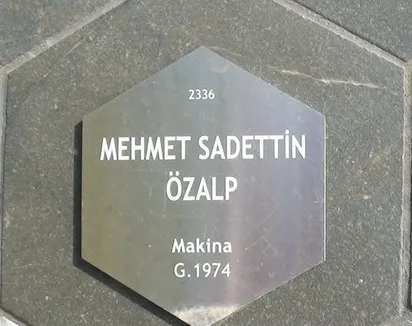 2336
MEHMET SADETTİN
ÖZALP
Makina
G.1974